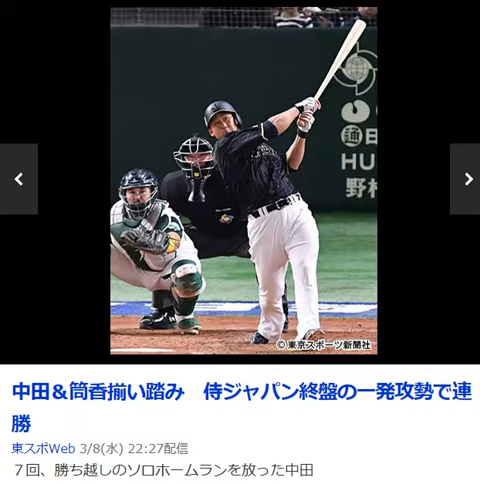 HU
©東京スポーツ新聞社
中田＆筒香揃い踏み　侍ジャパン終盤の一発攻勢で連
勝
東スポWeb 3/8(水) 22:27配信
７回、勝ち越しのソロホームランを放った中田